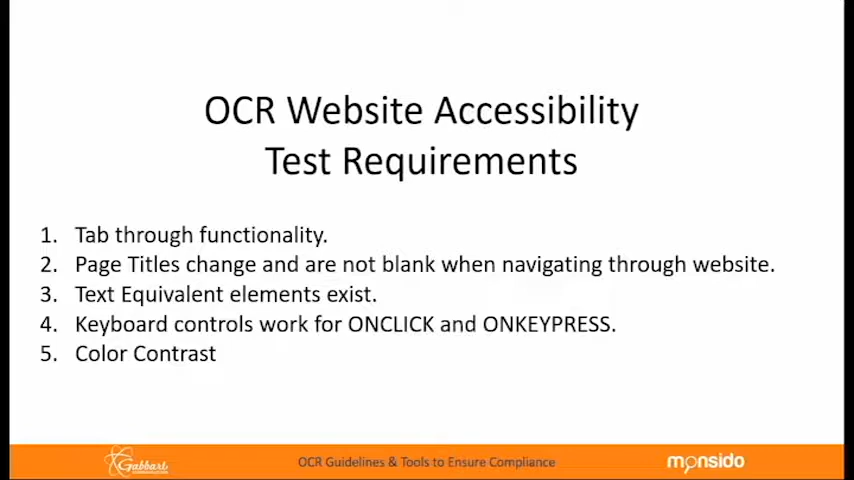 OCR Website Accessibility
Test Requirements
1. Tab through functionality.
2. Page Titles change and are not blank when navigating through website.
3. Text Equivalent elements exist.
4. Keyboard controls work for ONCLICK and ONKEYPRESS.
5. Color Contrast
Gabbart
OCR Guidelines & Tools to Ensure Compliance
monsido